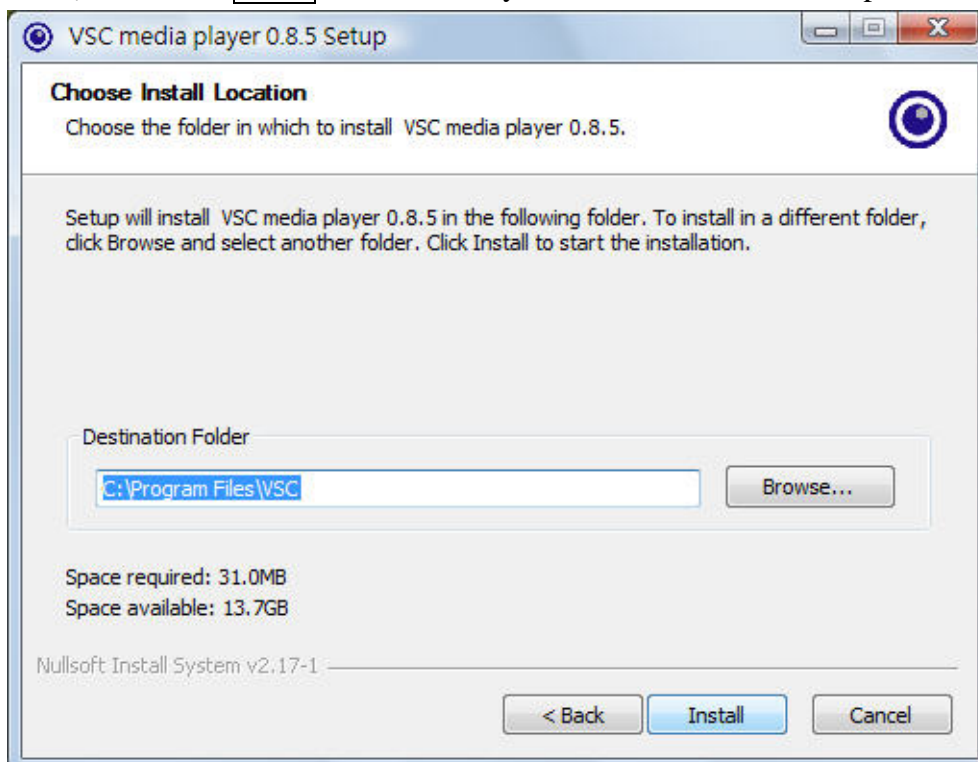 VSC media player 0.8.5 Setup
Choose Install Location
Choose the folder in which to install VSC media player 0.8.5.
Setup will install VSC media player 0.8.5 in the following folder. To install in a different folder,
click Browse and select another folder. Click Install to start the installation.
Destination Folder
C:\Program Files\VSC
Browse...
Space required: 31.0MB
Space available: 13.7GB
Nullsoft Install System v2.17-1
< Back Install Cancel